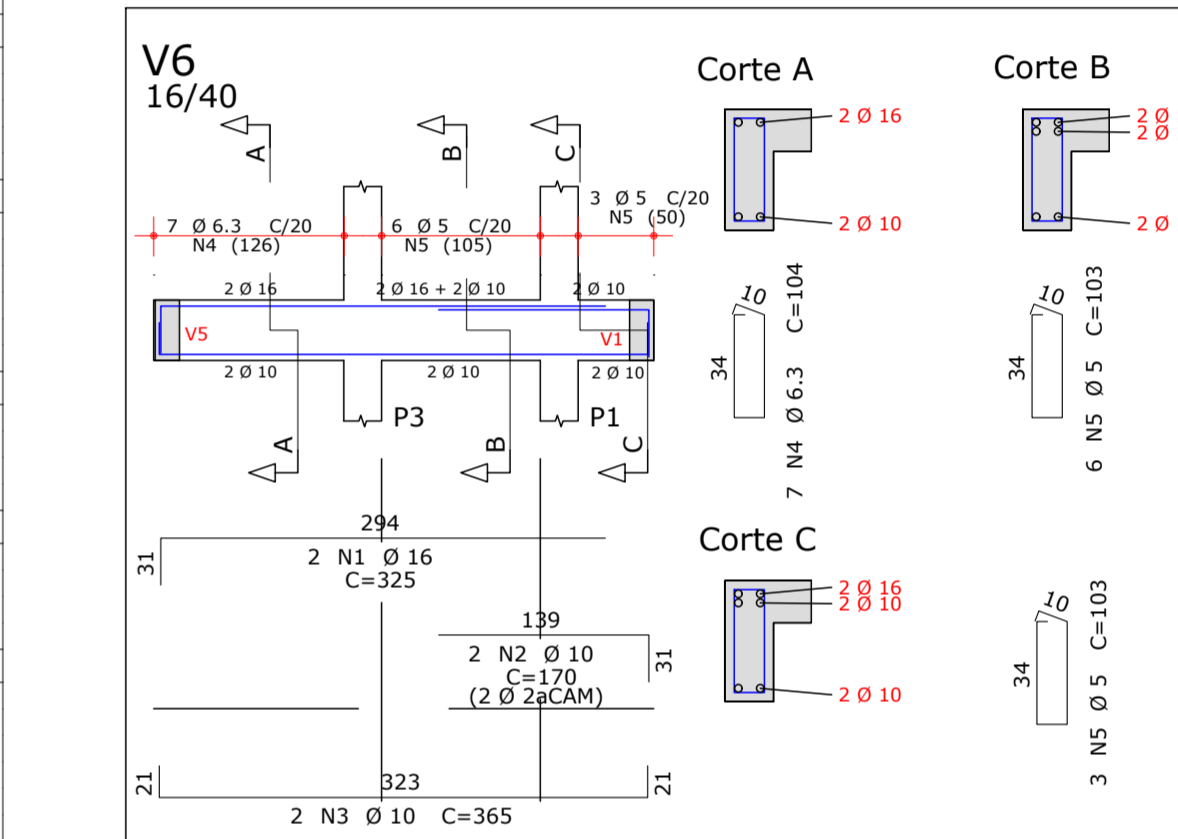 V6
16/40
A
B
C
7 Ø 6.3 C/20
N4 (126)
6 Ø 5 C/20
N5 (105)
3 Ø 5 C/20
N5 (50)
2 Ø 16
2 Ø 16 + 2 Ø 10
2 Ø 10
V5
V1
2 Ø 10
2 Ø 10
2 Ø 10
P3
P1
A
B
C
294
31
2 N1 Ø 16
C=325
139
31
2 N2 Ø 10
C=170
(2 Ø 2aCAM)
21
323
21
2 N3 Ø 10 C=365
Corte A
2 Ø 16
2 Ø 10
10
34
7 N4 Ø 6.3 C=104
Corte B
2 Ø
2 Ø
2 Ø
10
34
6 N5 Ø 5 C=103
Corte C
2 Ø 16
2 Ø 10
2 Ø 10
10
34
3 N5 Ø 5 C=103